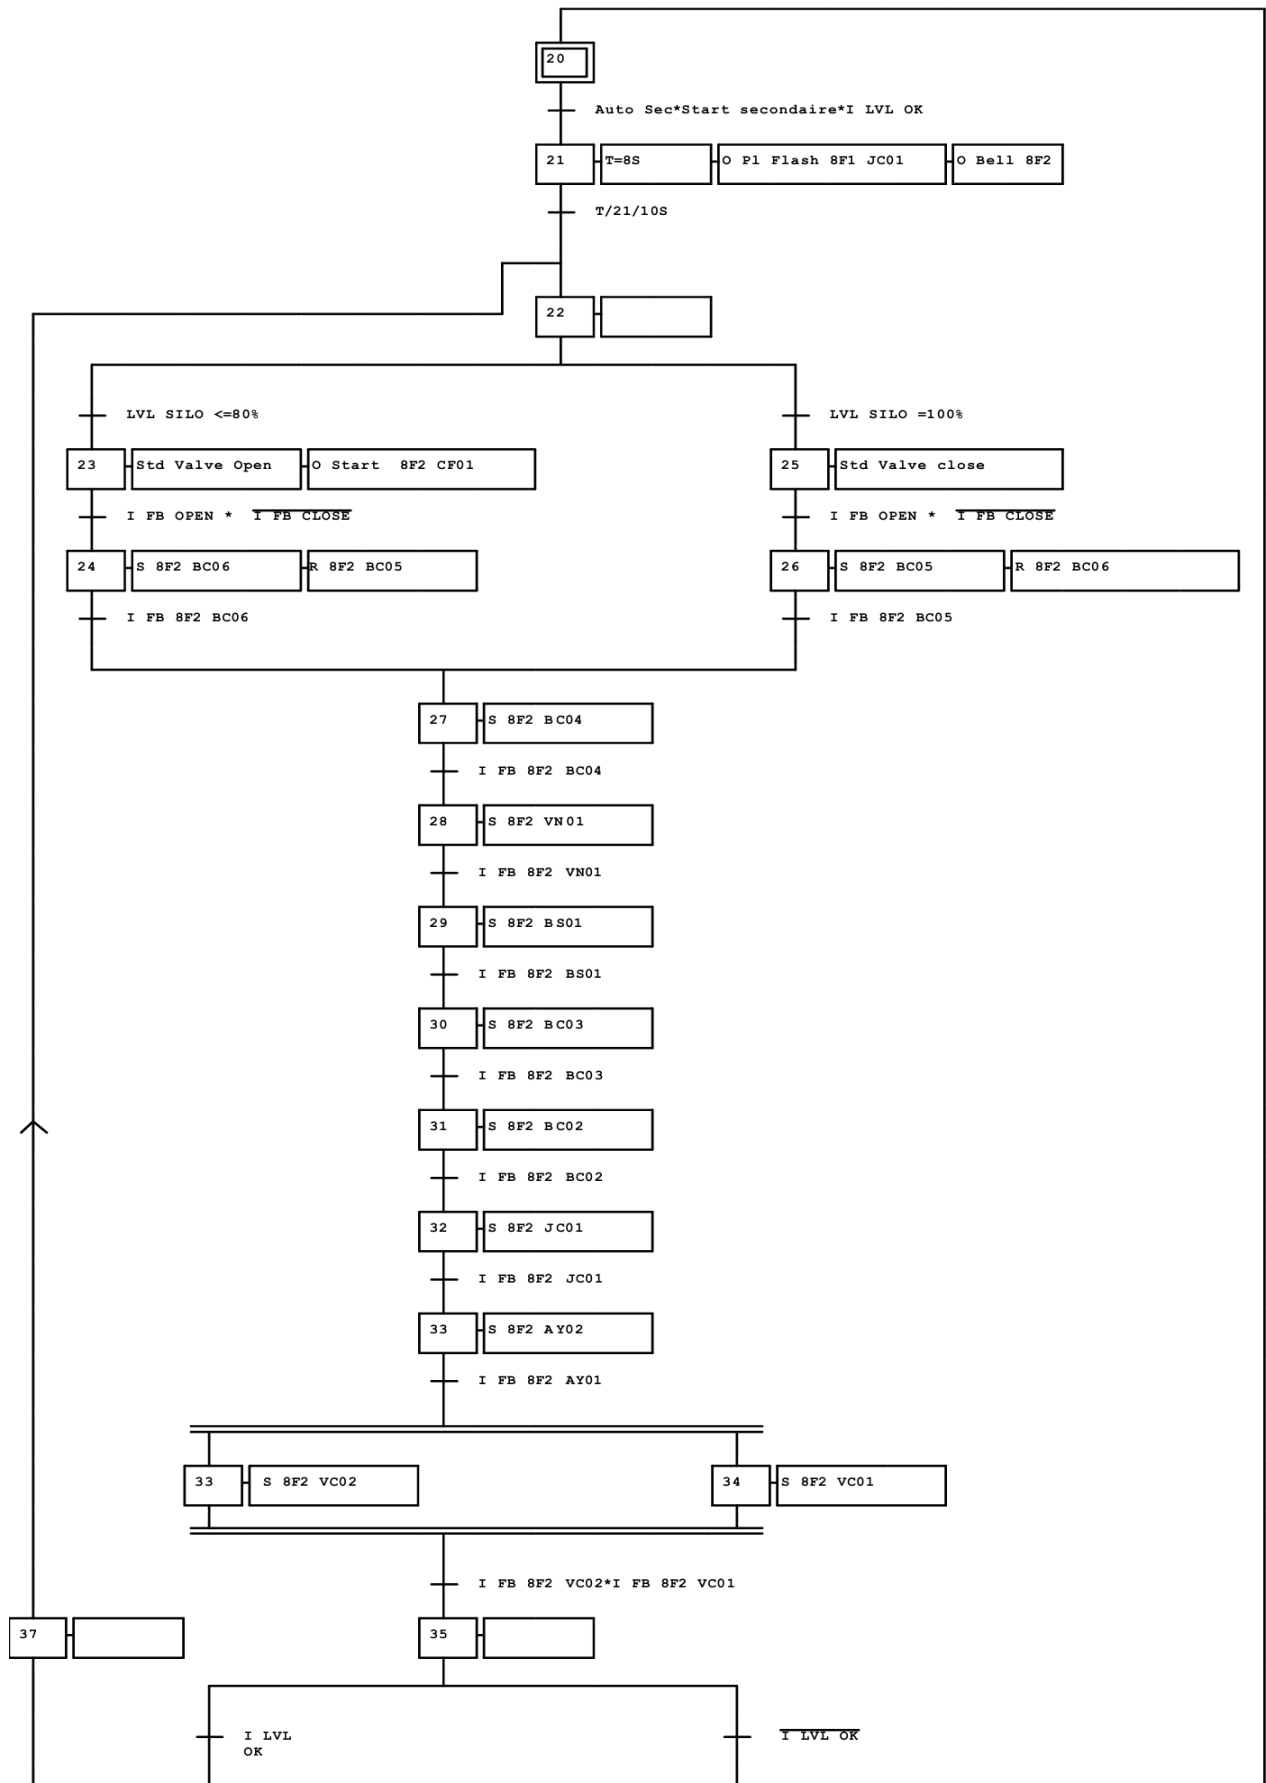 20
Auto Sec*Start secondaire*I LVL OK
21 T=8S O Pl Flash 8F1 JC01 O Bell 8F2
T/21/10S
22
LVL SILO <=80% LVL SILO =100%
23 Std Valve Open O Start 8F2 CF01 25 Std Valve close
I FB OPEN * I FB CLOSE I FB OPEN * I FB CLOSE
24 S 8F2 BC06 R 8F2 BC05 26 S 8F2 BC05 R 8F2 BC06
I FB 8F2 BC06 I FB 8F2 BC05
27 S 8F2 BC04
I FB 8F2 BC04
28 S 8F2 VN01
I FB 8F2 VN01
29 S 8F2 BS01
I FB 8F2 BS01
30 S 8F2 BC03
I FB 8F2 BC03
31 S 8F2 BC02
I FB 8F2 BC02
32 S 8F2 JC01
I FB 8F2 JC01
33 S 8F2 AY02
I FB 8F2 AY01
33 S 8F2 VC02 34 S 8F2 VC01
I FB 8F2 VC02*I FB 8F2 VC01
37 35
I LVL I LVL OK
OK